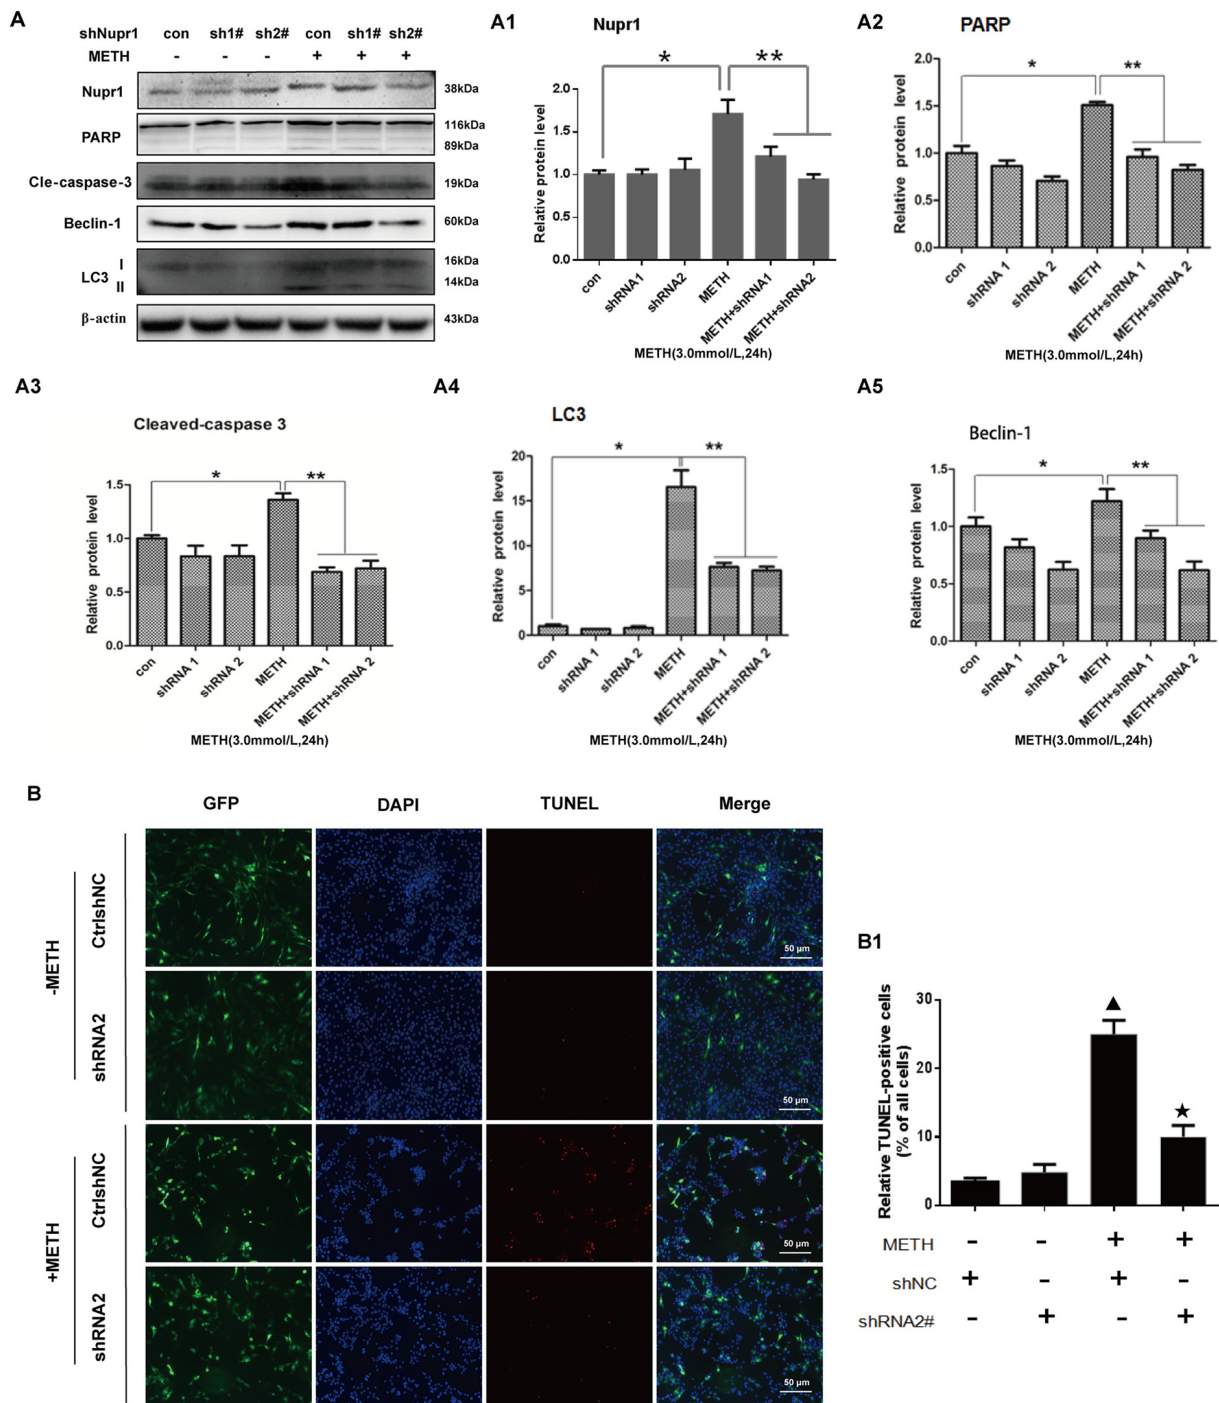 A
shNupr1 con sh1# sh2# con sh1# sh2#
METH - - - + + +
Nupr1 38kDa
PARP 116kDa
89kDa
Cle-caspase-3 19kDa
Beclin-1 60kDa
LC3 I 16kDa
II 14kDa
β-actin 43kDa
A1
Nupr1
* **
Relative protein level
2.0
1.5
1.0
0.5
0.0
con shRNA1 shRNA2 METH METH+shRNA1 METH+shRNA2
METH(3.0mmol/L,24h)
A2
PARP
* **
Relative protein level
2.0
1.5
1.0
0.5
0.0
con shRNA 1 shRNA 2 METH METH+shRNA 1 METH+shRNA 2
METH(3.0mmol/L,24h)
A3
Cleaved-caspase 3
* **
Relative protein level
1.5
1.0
0.5
0.0
con shRNA 1 shRNA 2 METH METH+shRNA 1 METH+shRNA 2
METH(3.0mmol/L,24h)
A4
LC3
* **
Relative protein level
20
15
10
5
0
con shRNA 1 shRNA 2 METH METH+shRNA 1 METH+shRNA 2
METH(3.0mmol/L,24h)
A5
Beclin-1
* **
Relative protein level
1.5
1.0
0.5
0.0
con shRNA 1 shRNA 2 METH METH+shRNA 1 METH+shRNA 2
METH(3.0mmol/L,24h)
B
GFP DAPI TUNEL Merge
-METH
CtrlshNC
50 μm
shRNA2
50 μm
+METH
CtrlshNC
50 μm
shRNA2
50 μm
B1
Relative TUNEL-positive cells
(% of all cells)
30
20
10
0
▲
★
METH - - + +
shNC + - + -
shRNA2# - + - +